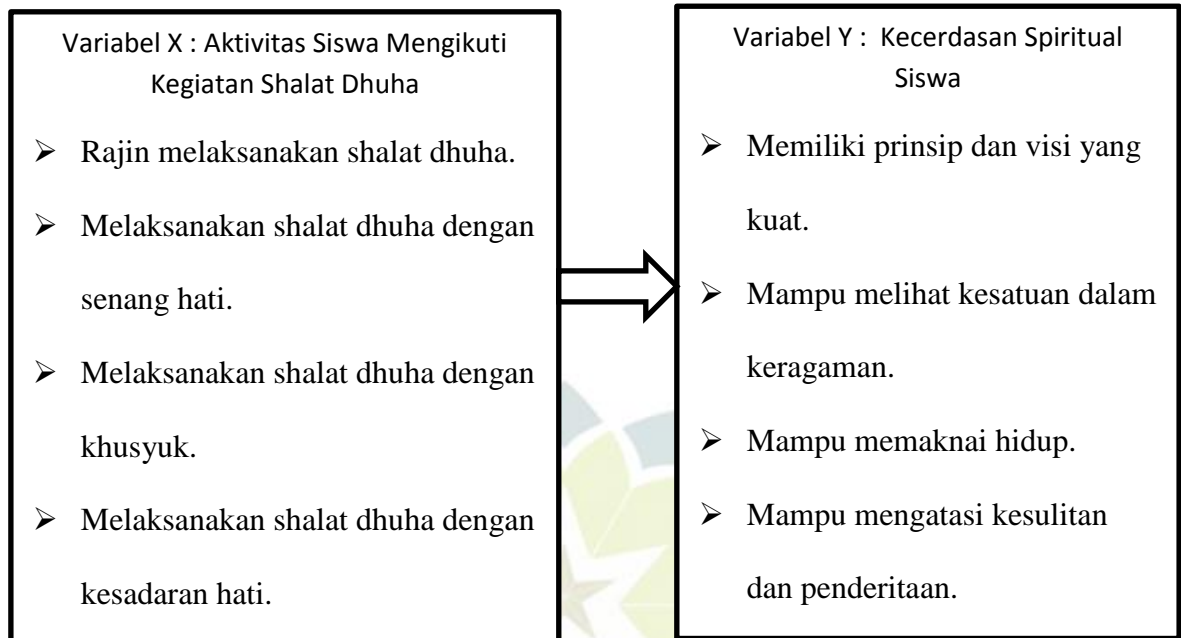 Variabel X : Aktivitas Siswa Mengikuti
Kegiatan Shalat Dhuha
➢ Rajin melaksanakan shalat dhuha.
➢ Melaksanakan shalat dhuha dengan
senang hati.
➢ Melaksanakan shalat dhuha dengan
khusyuk.
➢ Melaksanakan shalat dhuha dengan
kesadaran hati.
Variabel Y : Kecerdasan Spiritual
Siswa
➢ Memiliki prinsip dan visi yang
kuat.
➢ Mampu melihat kesatuan dalam
keragaman.
➢ Mampu memaknai hidup.
➢ Mampu mengatasi kesulitan
dan penderitaan.